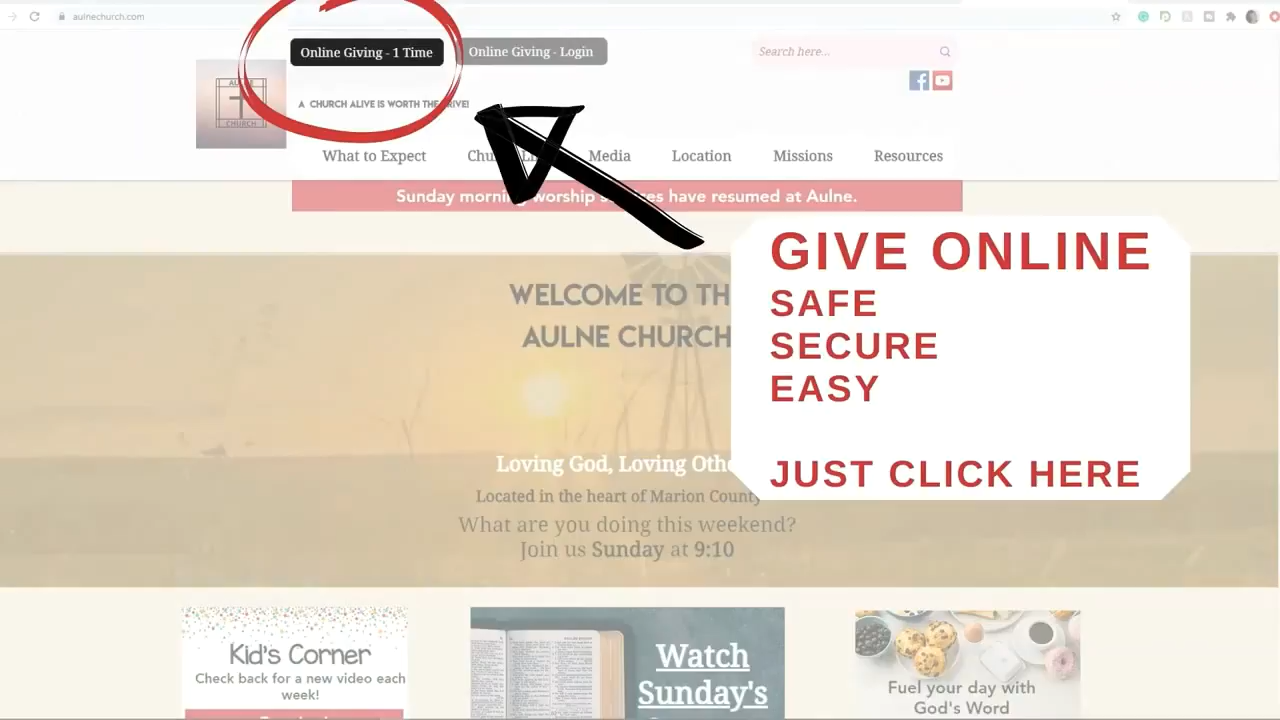 aulnechurch.com
Online Giving - 1 Time
Online Giving - Login
Search here...
AULNE
CHURCH
A CHURCH ALIVE IS WORTH THE DRIVE!
What to Expect
Media
Location
Missions
Resources
Sunday morning worship have resumed at Aulne.
GIVE ONLINE
SAFE
SECURE
EASY
JUST CLICK HERE
WELCOME TO TH
AULNE CHURCH
Loving God, Loving Oth
Located in the heart of Marion County
What are you doing this weekend?
Join us Sunday at 9:10
Kid's Corner
Check back for a new video each
week!
Watch
Sunday's
Fuel your day with
God's Word